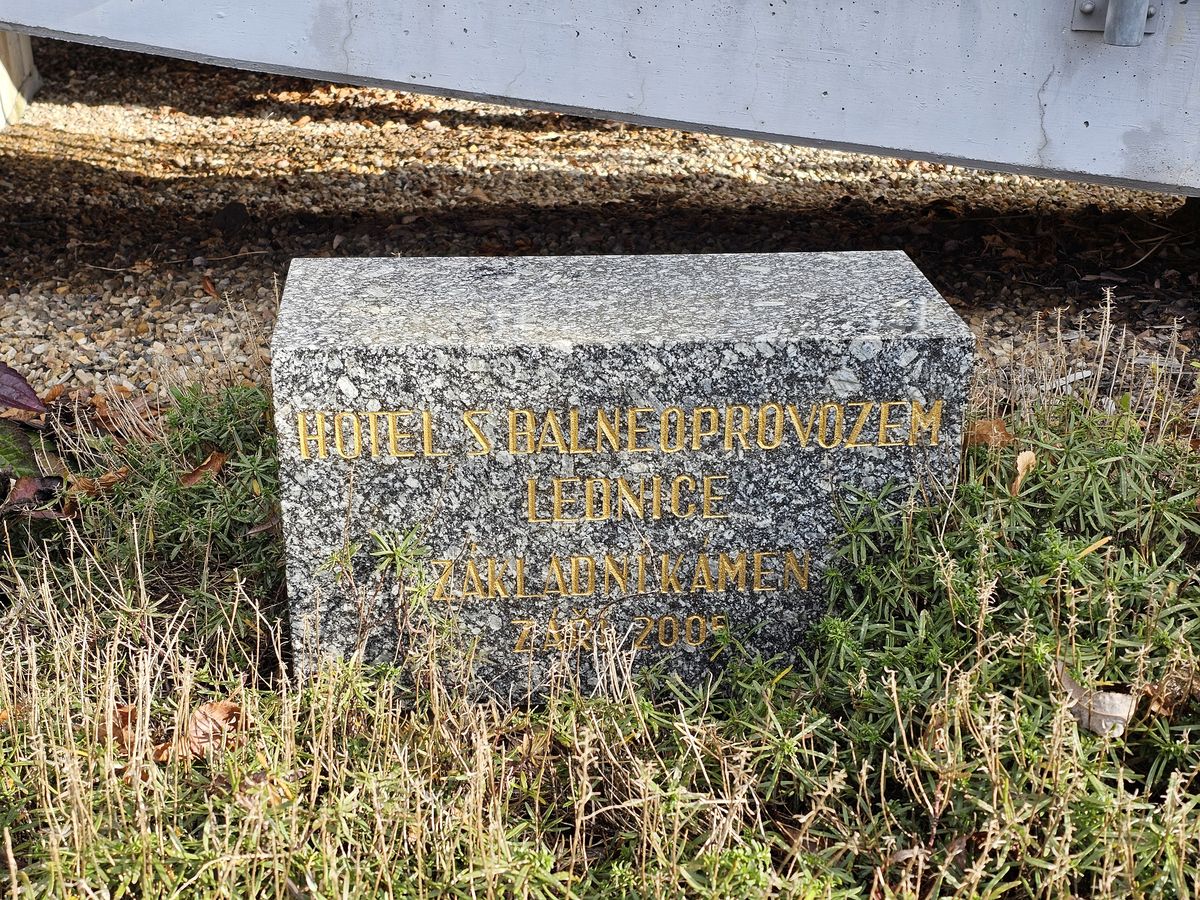 HOTEL S BALNEOPROVOZEM
LEDNICE
ZÁKLADNÍ KÁMEN
ZÁŘÍ 2005